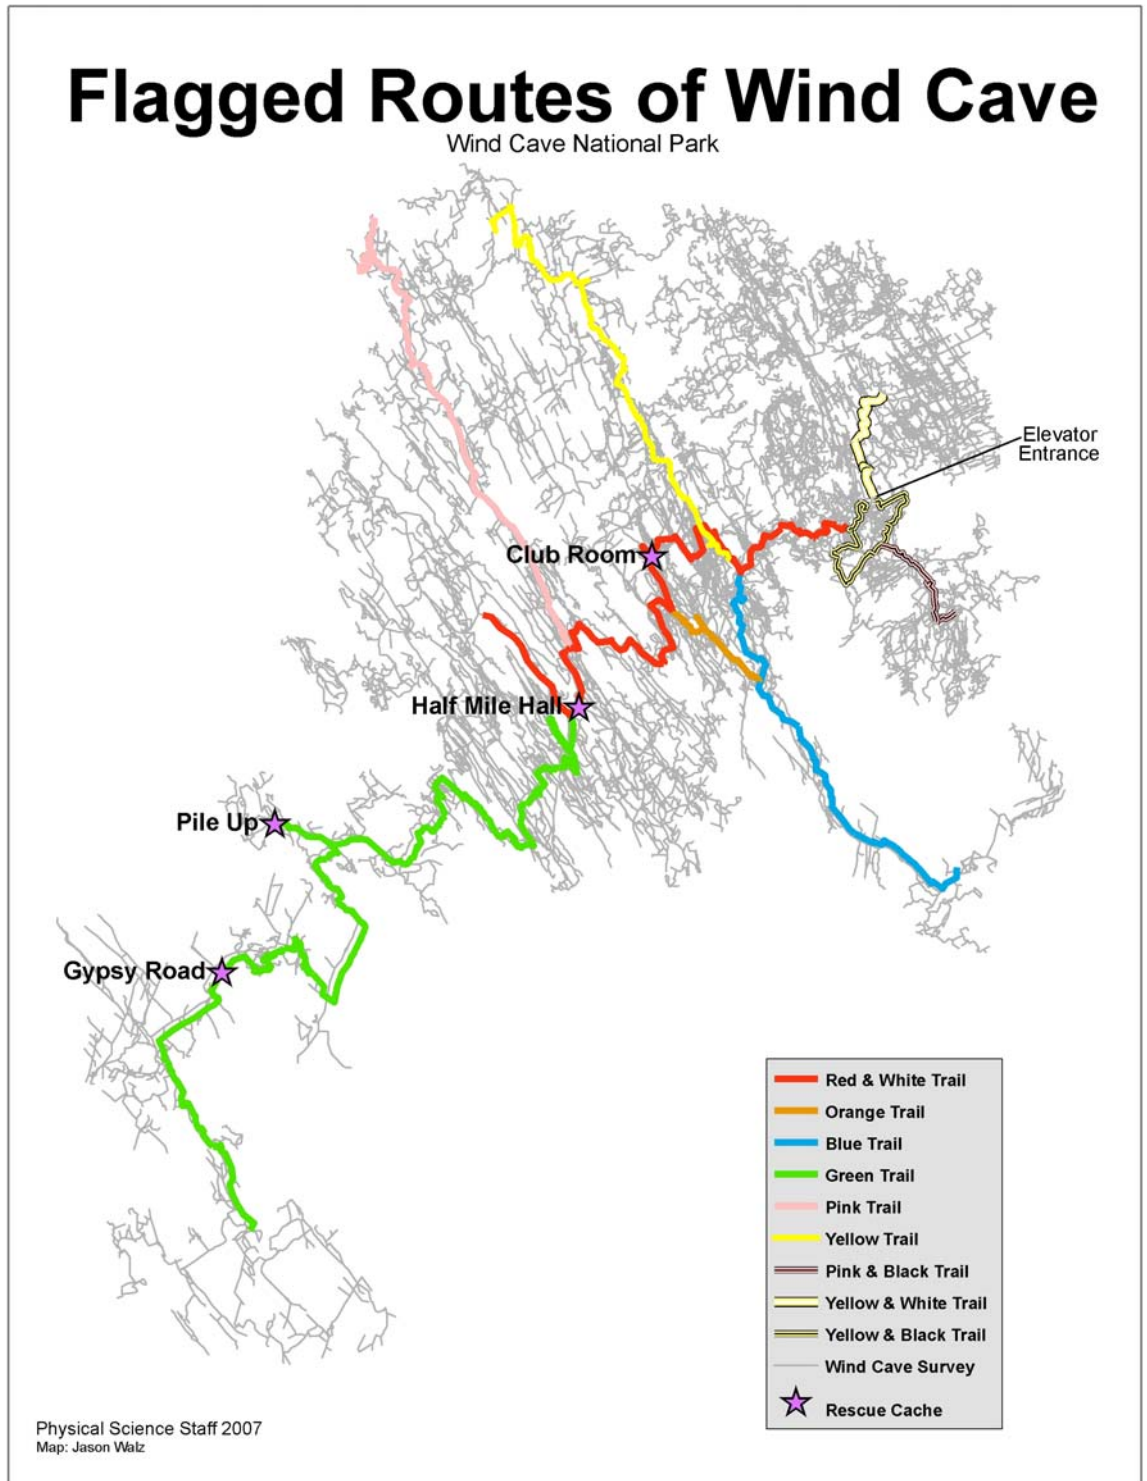 Flagged Routes of Wind Cave
Wind Cave National Park
Elevator
Entrance
Club Room
Half Mile Hall
Pile Up
Gypsy Road
Red & White Trail
Orange Trail
Blue Trail
Green Trail
Pink Trail
Yellow Trail
Pink & Black Trail
Yellow & White Trail
Yellow & Black Trail
Wind Cave Survey
Rescue Cache
Physical Science Staff 2007
Map: Jason Walz